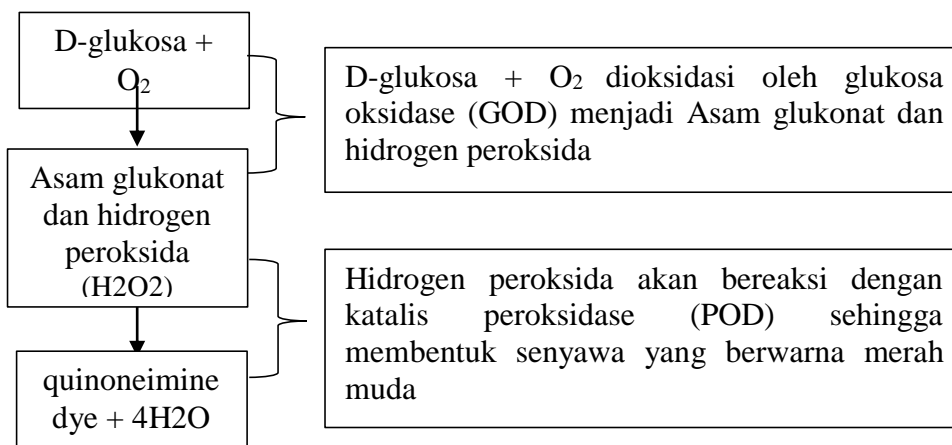 D-glukosa +
O₂
D-glukosa + O₂ dioksidasi oleh glukosa
oksidase (GOD) menjadi Asam glukonat dan
hidrogen peroksida
Asam glukonat
dan hidrogen
peroksida
(H2O2)
Hidrogen peroksida akan bereaksi dengan
katalis peroksidase (POD) sehingga
membentuk senyawa yang berwarna merah
muda
quinoneimine
dye + 4H2O